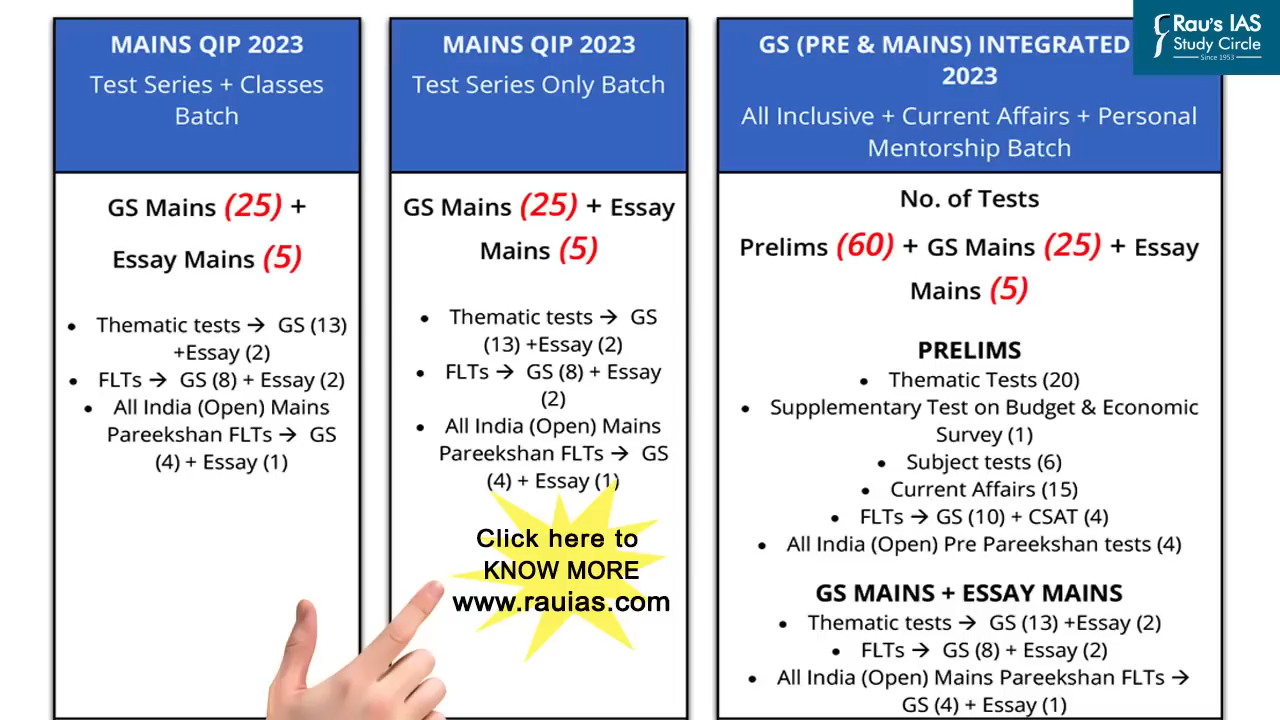 MAINS QIP 2023
Test Series + Classes
Batch
GS Mains (25) +
Essay Mains (5)
• Thematic tests → GS (13)
+Essay (2)
• FLTs → GS (8) + Essay (2)
• All India (Open) Mains
Pareekshan FLTs → GS
(4) + Essay (1)
MAINS QIP 2023
Test Series Only Batch
GS Mains (25) + Essay
Mains (5)
• Thematic tests → GS
(13) +Essay (2)
• FLTs → GS (8) + Essay
(2)
• All India (Open) Mains
Pareekshan FLTs → GS
(4) + Essay (1)
Click here to
KNOW MORE
www.rauias.com
GS (PRE & MAINS) INTEGRATED
2023
All Inclusive + Current Affairs + Personal
Mentorship Batch
No. of Tests
Prelims (60) + GS Mains (25) + Essay
Mains (5)
PRELIMS
• Thematic Tests (20)
• Supplementary Test on Budget & Economic
Survey (1)
• Subject tests (6)
• Current Affairs (15)
• FLTs → GS (10) + CSAT (4)
• All India (Open) Pre Pareekshan tests (4)
GS MAINS + ESSAY MAINS
• Thematic tests → GS (13) +Essay (2)
• FLTs → GS (8) + Essay (2)
• All India (Open) Mains Pareekshan FLTs →
GS (4) + Essay (1)
Rau's IAS
Study Circle
Since 1953